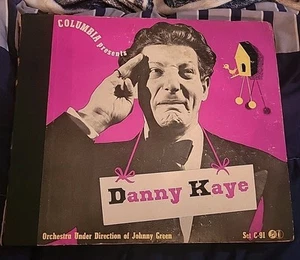 COLUMBIA presents
Danny Kaye
Orchestra Under Direction of Johnny Green
Set C-91